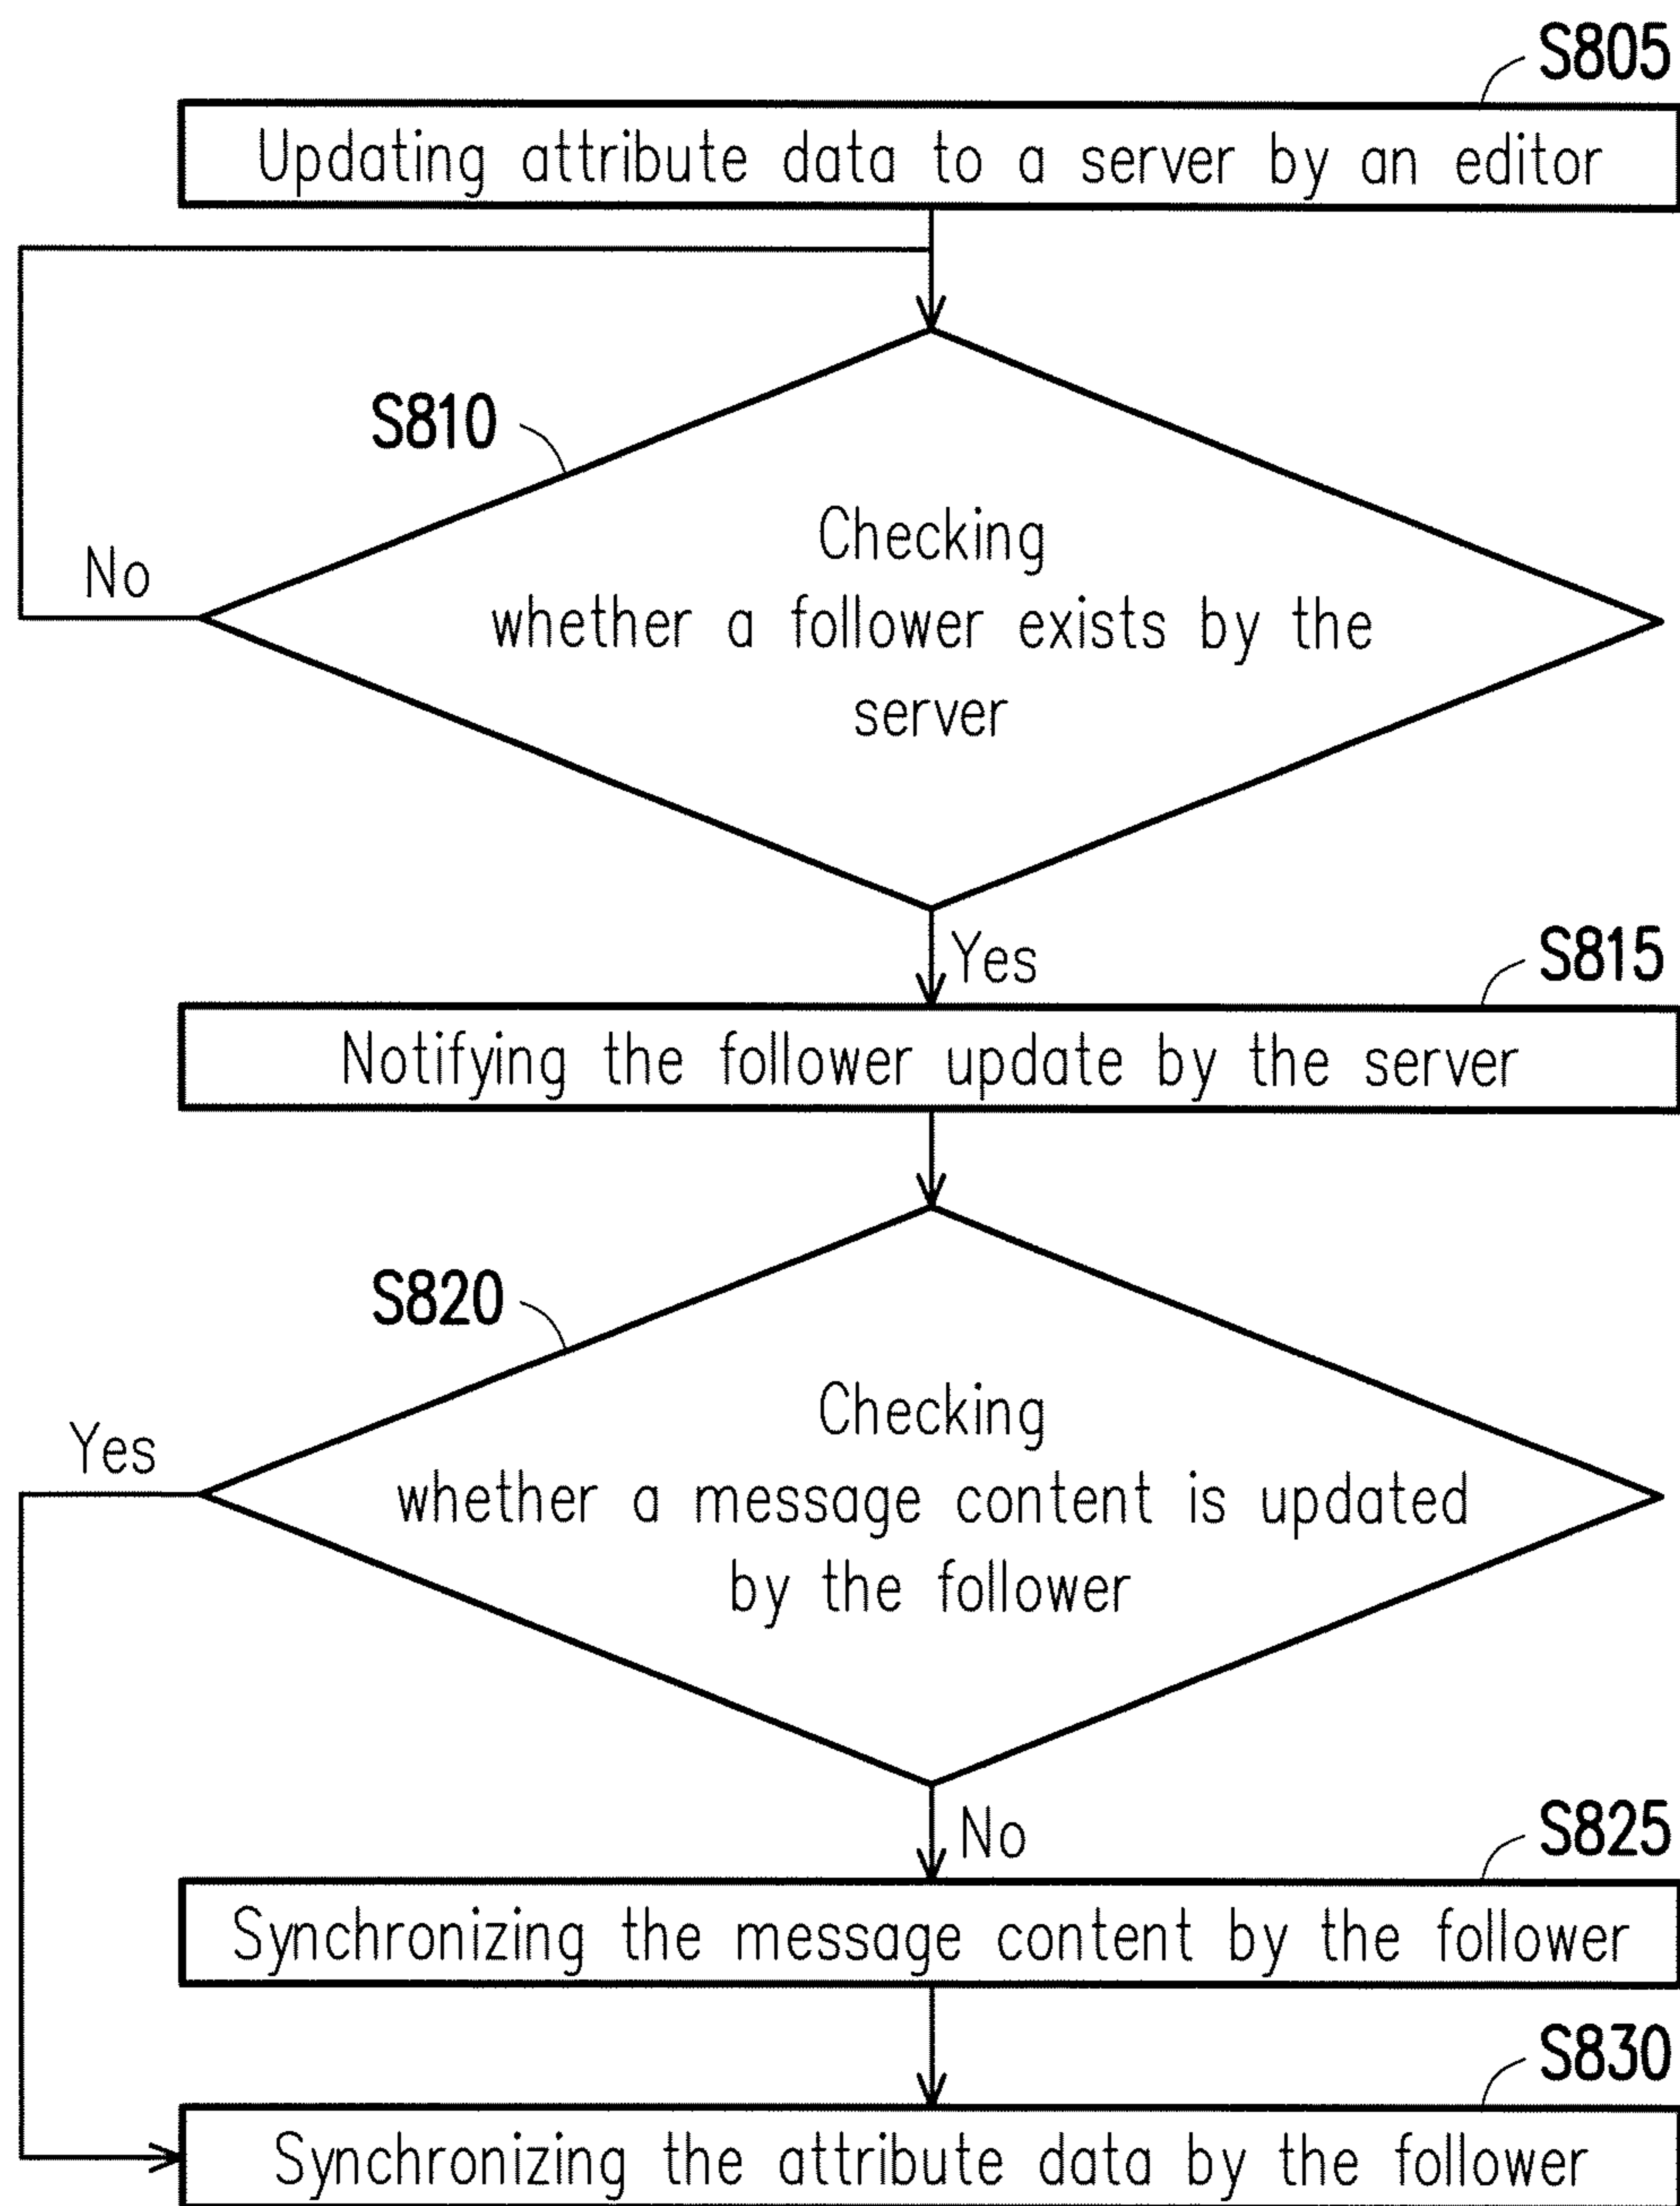 S805
Updating attribute data to a server by an editor
S810
Checking
No
whether a follower exists by the
server
Yes
S815
Notifying the follower update by the server
S820
Checking
Yes
whether a message content is updated
by the follower
No
S825
Synchronizing the message content by the follower
S830
Synchronizing the attribute data by the follower